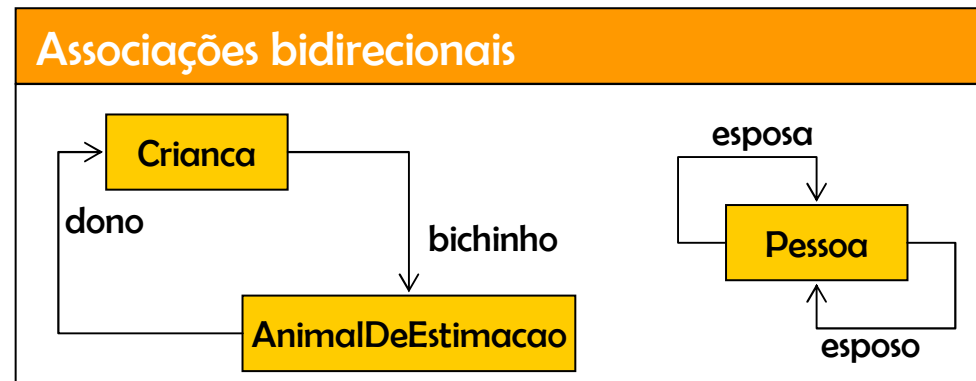 Associações bidirecionais
Crianca
dono
bichinho
AnimalDeEstimacao
esposa
Pessoa
esposo